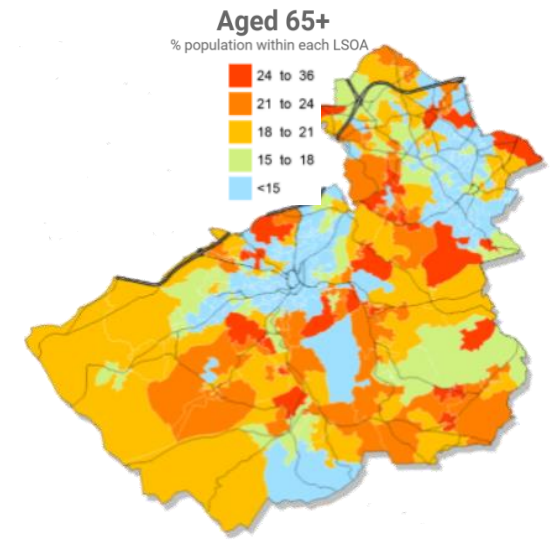 Aged 65+
% population within each LSOA
24 to 36
21 to 24
18 to 21
15 to 18
<15